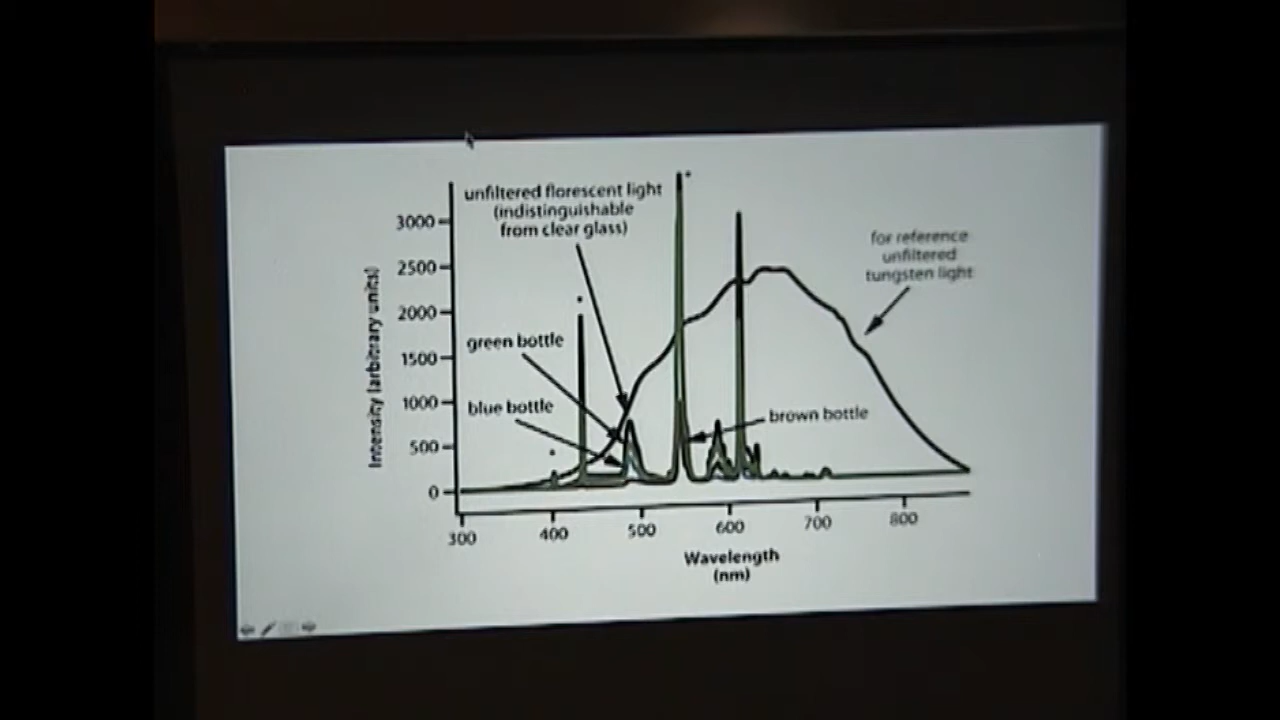 unfiltered florescent light
(indistinguishable
from clear glass)
for reference
unfiltered
tungsten light
green bottle
blue bottle
brown bottle
Intensity (arbitrary units)
3000
2500
2000
1500
1000
500
0
300
400
500
600
700
800
Wavelength
(nm)